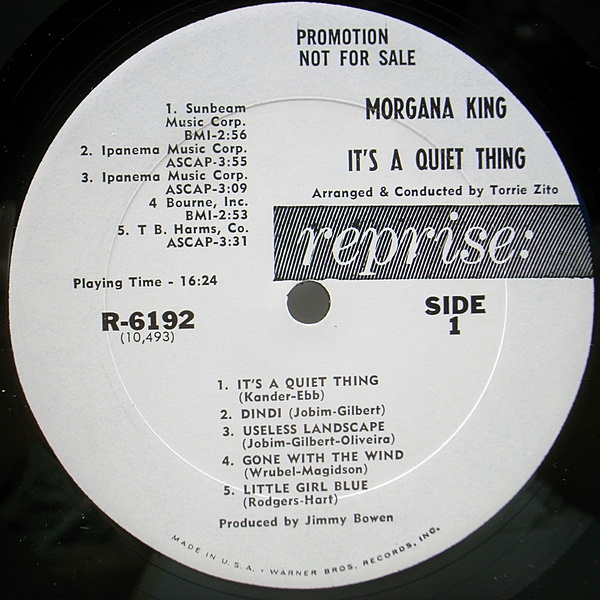 PROMOTION
NOT FOR SALE
MORGANA KING
IT'S A QUIET THING
Arranged & Conducted by Torrie Zito
reprise:
1. Sunbeam
Music Corp.
BMI-2:56
2. Ipanema Music Corp.
ASCAP-3:55
3. Ipanema Music Corp.
ASCAP-3:09
4 Bourne, Inc.
BMI-2:53
5. T B. Harms, Co.
ASCAP-3:31
Playing Time - 16:24
R-6192
(10,493)
SIDE
1
1. IT'S A QUIET THING
(Kander-Ebb)
2. DINDI (Jobim-Gilbert)
3. USELESS LANDSCAPE
(Jobim-Gilbert-Oliveira)
4. GONE WITH THE WIND
(Wrubel-Magidson)
5. LITTLE GIRL BLUE
(Rodgers-Hart)
Produced by Jimmy Bowen
MADE IN U.S.A. • WARNER BROS. RECORDS, INC.